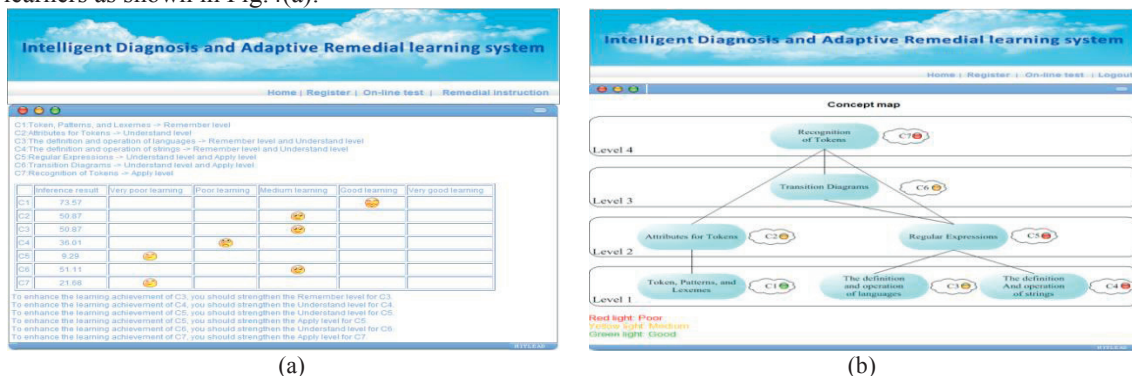 learners as shown in Fig.4(a).
Intelligent Diagnosis and Adaptive Remedial learning system
Home | Register | On-line test | Remedial instruction
C1:Token, Patterns, and Lexemes -> Remember level
C2:Attributes for Tokens -> Understand level
C3:The definition and operation of languages -> Remember level and Understand level
C4:The definition and operation of strings -> Remember level and Understand level
C5:Regular Expressions -> Understand level and Apply level
C6:Transition Diagrams -> Understand level and Apply level
C7:Recognition of Tokens -> Apply level
Inference result Very poor learning Poor learning Medium learning Good learning Very good learning
C1 73.57
C2 50.87
C3 50.87
C4 36.01
C5 9.29
C6 51.11
C7 21.66
To enhance the learning achievement of C3, you should strengthen the Remember level for C3.
To enhance the learning achievement of C4, you should strengthen the Understand level for C4.
To enhance the learning achievement of C5, you should strengthen the Understand level for C5.
To enhance the learning achievement of C5, you should strengthen the Apply level for C5.
To enhance the learning achievement of C6, you should strengthen the Understand level for C6.
To enhance the learning achievement of C7, you should strengthen the Apply level for C7.
(a)
Intelligent Diagnosis and Adaptive Remedial learning system
Home | Register | On-line test | Logout
Concept map
Level 4
Recognition
of Tokens
C7
Level 3
Transition Diagrams
C6
Level 2
Attributes for Tokens
C2
Regular Expressions
C5
Level 1
Token, Patterns, and
Lexemes
C1
The definition
and operation
of languages
C3
The definition
And operation
of strings
C4
Red light: Poor
Yellow light: Medium
Green light: Good
(b)